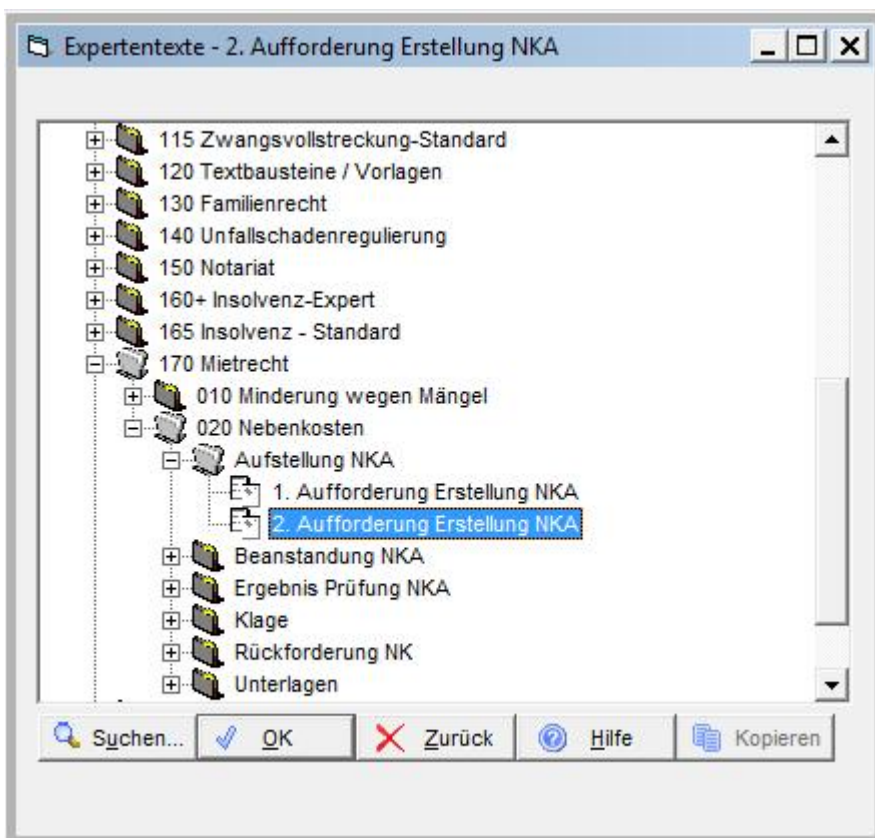 Expertentexte - 2. Aufforderung Erstellung NKA
115 Zwangsvollstreckung-Standard
120 Textbausteine / Vorlagen
130 Familienrecht
140 Unfallschadenregulierung
150 Notariat
160+ Insolvenz-Expert
165 Insolvenz - Standard
170 Mietrecht
010 Minderung wegen Mängel
020 Nebenkosten
Aufstellung NKA
1. Aufforderung Erstellung NKA
2. Aufforderung Erstellung NKA
Beanstandung NKA
Ergebnis Prüfung NKA
Klage
Rückforderung NK
Unterlagen
Suchen... OK Zurück Hilfe Kopieren